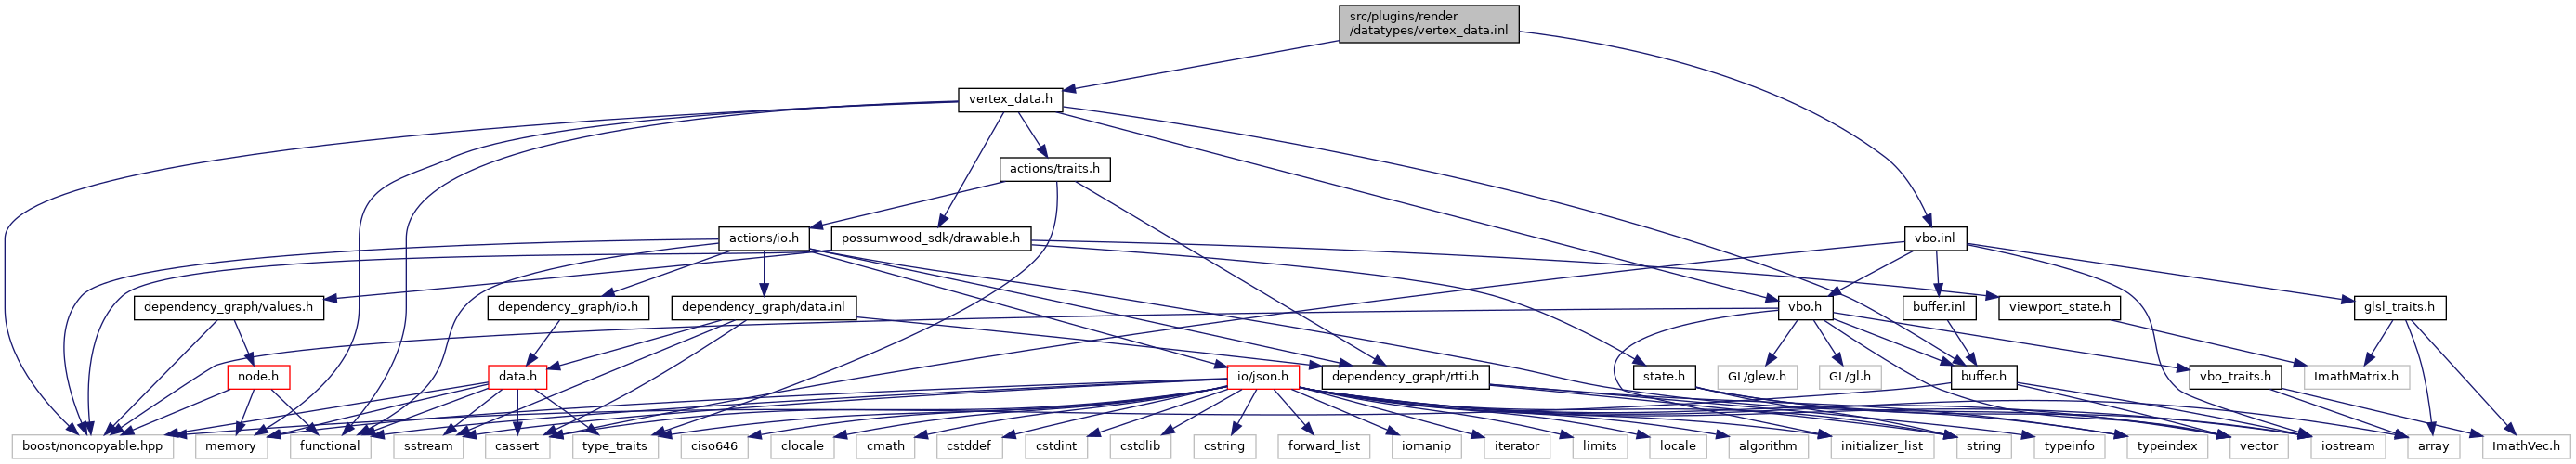 src/plugins/render
/datatypes/vertex_data.inl
vertex_data.h
actions/traits.h
actions/io.h
possumwood_sdk/drawable.h
vbo.inl
dependency_graph/values.h
dependency_graph/io.h
dependency_graph/data.inl
vbo.h
buffer.inl
viewport_state.h
glsl_traits.h
node.h
data.h
io/json.h
dependency_graph/rtti.h
state.h
GL/glew.h
GL/gl.h
buffer.h
vbo_traits.h
ImathMatrix.h
boost/noncopyable.hpp
memory
functional
sstream
cassert
type_traits
ciso646
clocale
cmath
cstddef
cstdint
cstdlib
cstring
forward_list
iomanip
iterator
limits
locale
algorithm
initializer_list
string
typeinfo
typeindex
vector
iostream
array
ImathVec.h